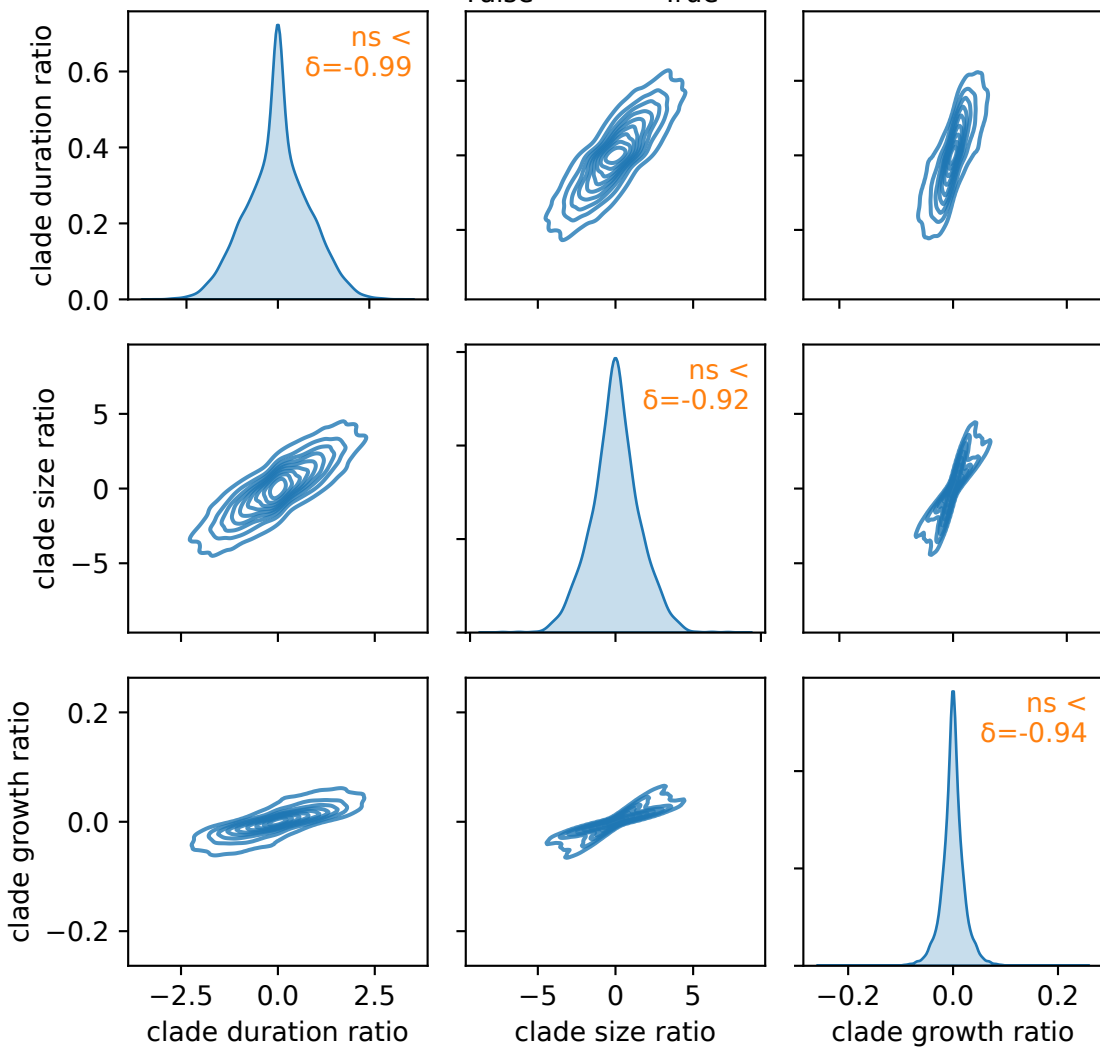 clade duration ratio
0.6
0.4
0.2
0.0
ns <
δ=-0.99
clade size ratio
5
0
−5
ns <
δ=-0.92
clade growth ratio
0.2
0.0
−0.2
ns <
δ=-0.94
−2.5 0.0 2.5
−5 0 5
−0.2 0.0 0.2
clade duration ratio
clade size ratio
clade growth ratio